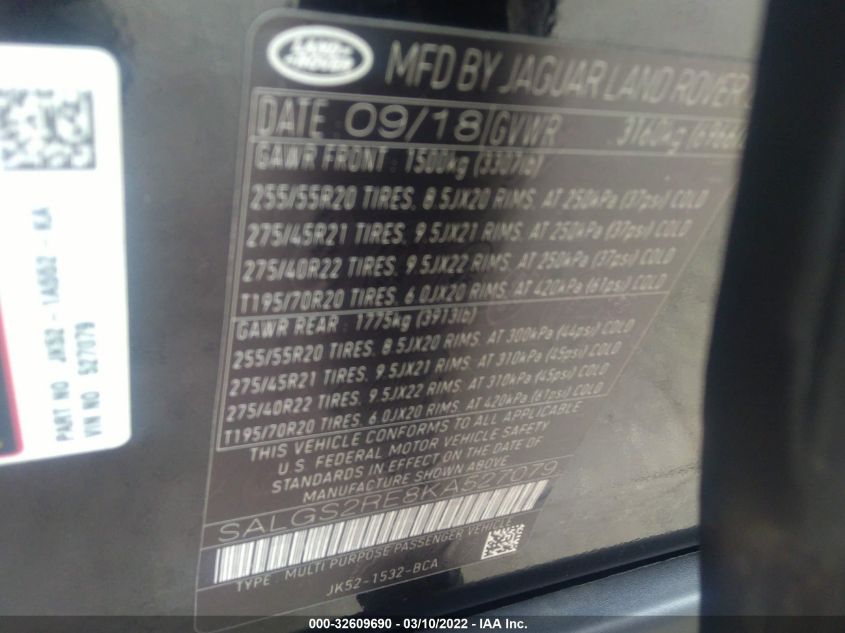 LAND ROVER
MFD BY JAGUAR LAND ROVER
DATE 09/18 GVWR 3160kg
GAWR FRONT : 1500kg (3307lb)
255/55R20 TIRES, 8.5JX20 RIMS, AT 250kPa (37psi) COLD
275/45R21 TIRES, 9.5JX21 RIMS, AT 250kPa (37psi) COLD
275/40R22 TIRES, 9.5JX22 RIMS, AT 250kPa (37psi) COLD
T195/70R20 TIRES, 6.0JX20 RIMS, AT 420kPa (61psi) COLD
GAWR REAR : 1775kg (3913lb)
255/55R20 TIRES, 8.5JX20 RIMS, AT 300kPa (44psi) COLD
275/45R21 TIRES, 9.5JX21 RIMS, AT 310kPa (45psi) COLD
275/40R22 TIRES, 9.5JX22 RIMS, AT 310kPa (45psi) COLD
T195/70R20 TIRES, 6.0JX20 RIMS, AT 420kPa (61psi) COLD
THIS VEHICLE CONFORMS TO ALL APPLICABLE
U.S. FEDERAL MOTOR VEHICLE SAFETY
STANDARDS IN EFFECT ON THE DATE OF
MANUFACTURE SHOWN ABOVE
SALGS2RE8KA527079
TYPE : MULTI PURPOSE PASSENGER VEHICLE
JK52-1532-BCA
PART NO JK52 - 1A552 - KA
VIN NO 527079
000-32609690 - 03/10/2022 - IAA, Inc.